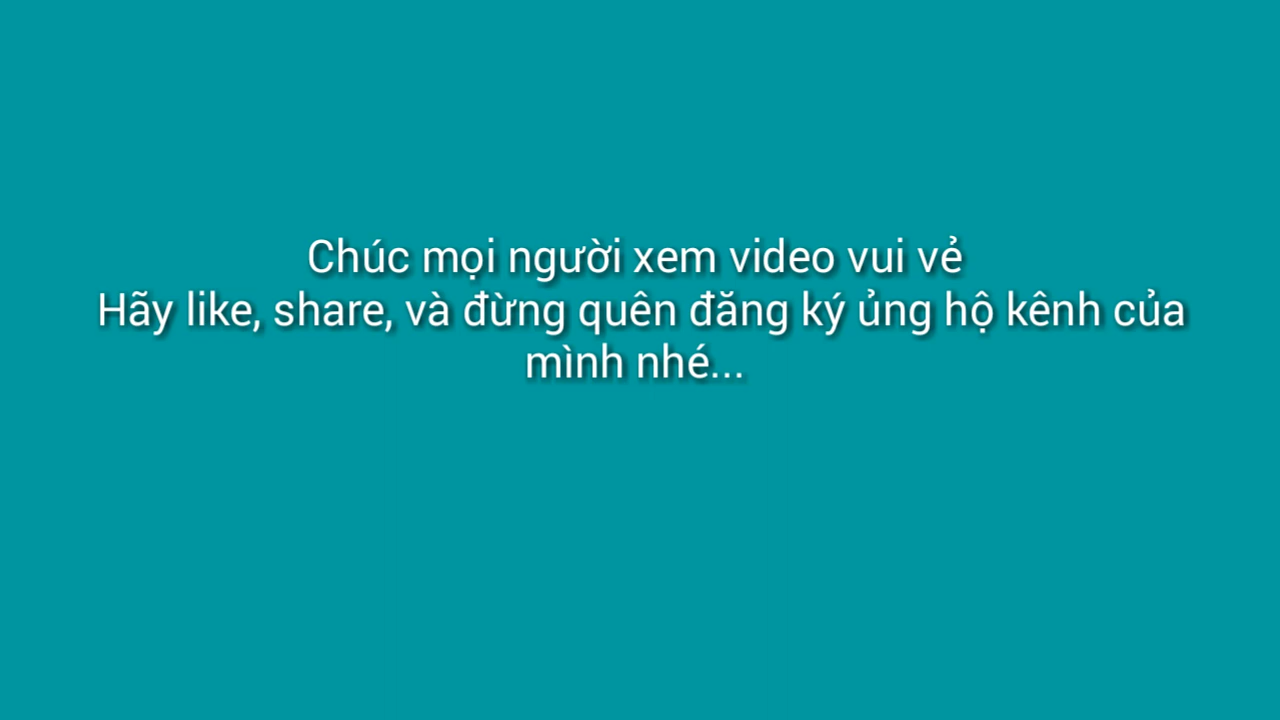 Chúc mọi người xem video vui vẻ
Hãy like, share, và đừng quên đăng ký ủng hộ kênh của
mình nhé...